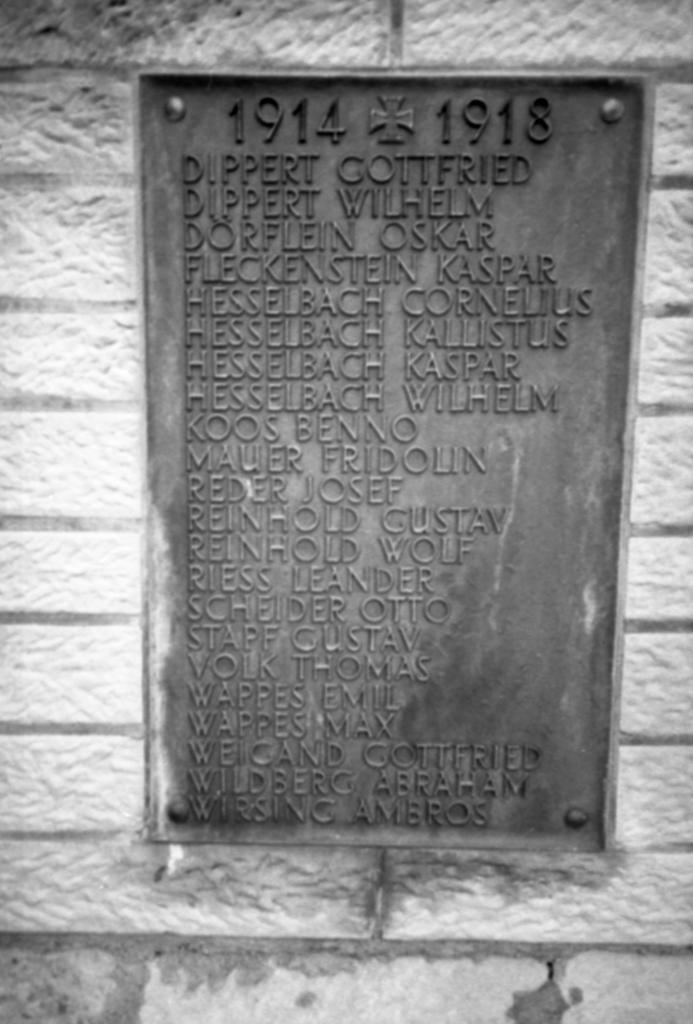 1914 ✠ 1918
DIPPERT GOTTFRIED
DIPPERT WILHELM
DÖRFLEIN OSKAR
FLECKENSTEIN KASPAR
HESSELBACH CORNELIUS
HESSELBACH KALLISTUS
HESSELBACH KASPAR
HESSELBACH WILHELM
KOOS BENNO
MAUER FRIDOLIN
REDER JOSEF
REINHOLD GUSTAV
REINHOLD WOLF
RIESS LEANDER
SCHEIDER OTTO
STAPF GUSTAV
VOLK THOMAS
WAPPES EMIL
WAPPES MAX
WEIGAND GOTTFRIED
WILDBERG ABRAHAM
WIRSING AMBROS